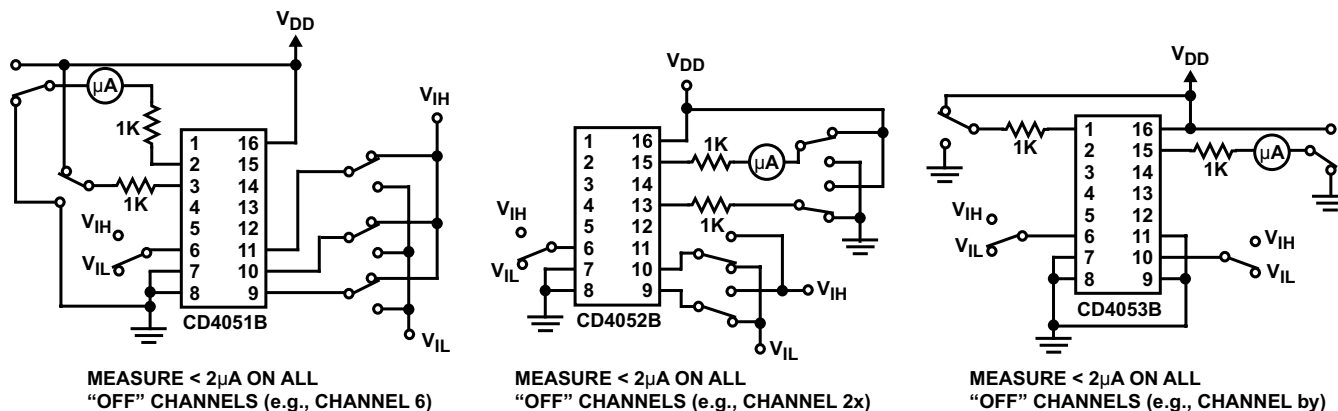 VDD
µA
1K
1K
VIH
1 16
2 15
3 14
4 13
5 12
6 11
7 10
8 9
VIH
VIL
CD4051B
VIL
MEASURE < 2µA ON ALL
“OFF” CHANNELS (e.g., CHANNEL 6)
VDD
1 16
2 15
3 14
4 13
5 12
6 11
7 10
8 9
1K
µA
1K
VIH
VIL
VIH
CD4052B
VIL
MEASURE < 2µA ON ALL
“OFF” CHANNELS (e.g., CHANNEL 2x)
VDD
1K
1 16
2 15
3 14
4 13
5 12
6 11
7 10
8 9
1K
µA
VIH
VIL
VIH
VIL
CD4053B
MEASURE < 2µA ON ALL
“OFF” CHANNELS (e.g., CHANNEL by)